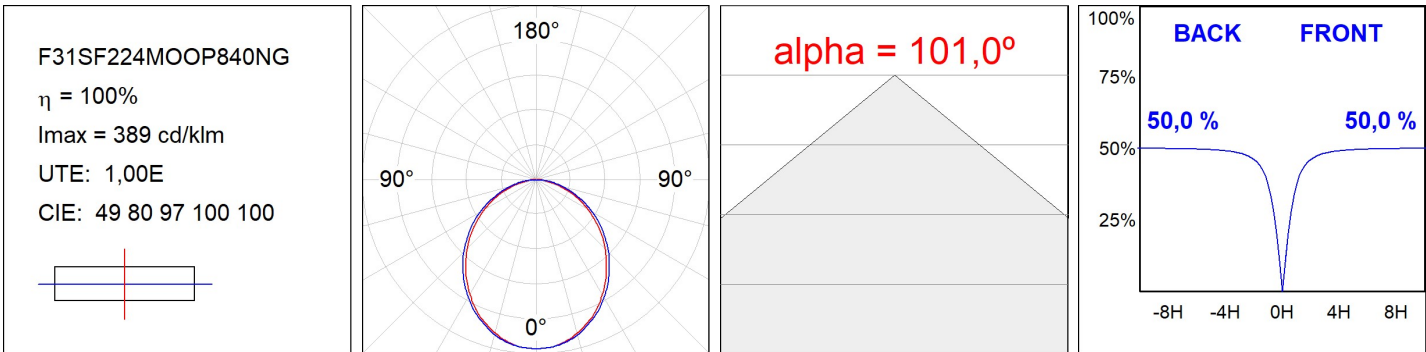 F31SF224MOOP840NG
η = 100%
Imax = 389 cd/klm
UTE: 1,00E
CIE: 49 80 97 100 100
180°
90° 90°
0°
alpha = 101,0º
100%
BACK FRONT
75%
50,0 % 50,0 %
50%
25%
-8H -4H 0H 4H 8H